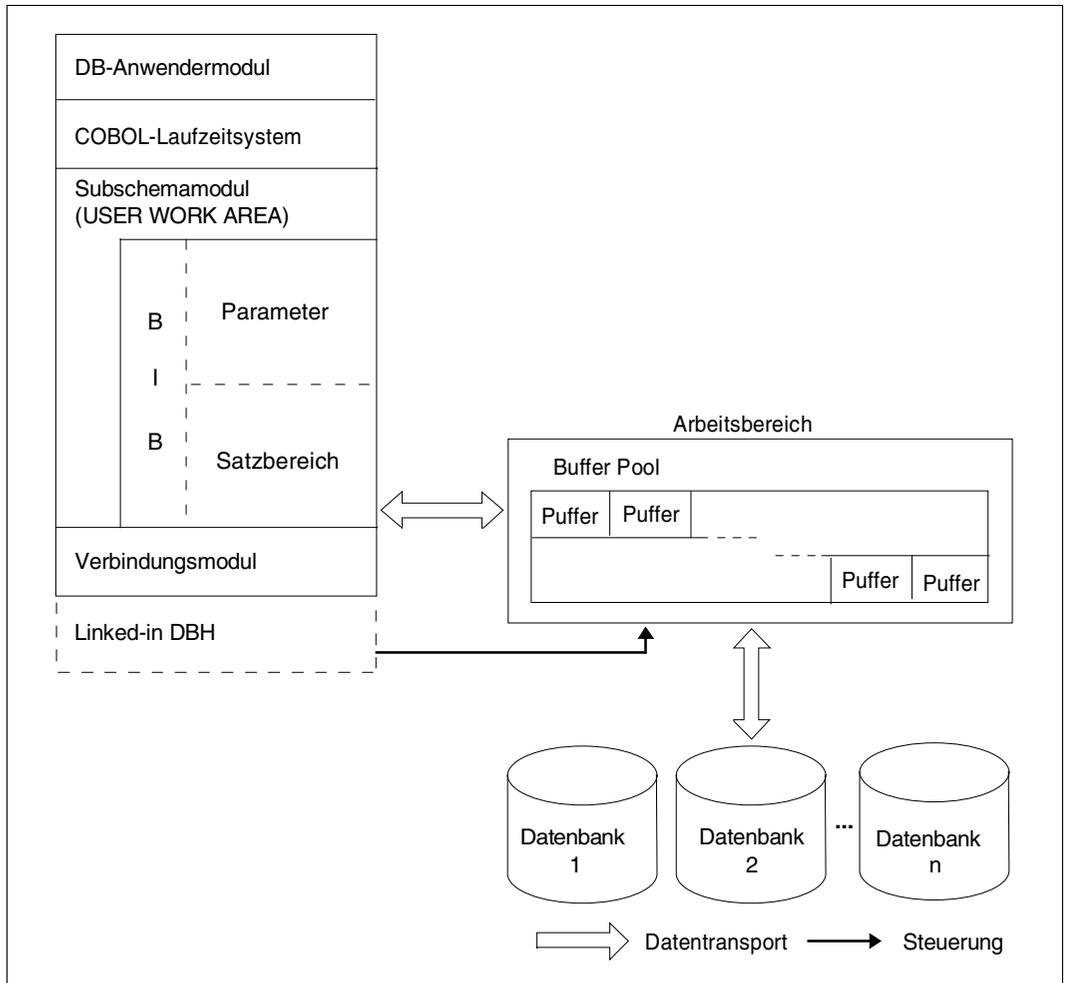 DB-Anwendermodul
COBOL-Laufzeitsystem
Subschemamodul
(USER WORK AREA)
B
I
B
Parameter
Satzbereich
Verbindungsmodul
Linked-in DBH
Arbeitsbereich
Buffer Pool
Puffer Puffer
Puffer Puffer
Datenbank
1
Datenbank
2
...
Datenbank
n
Datentransport
Steuerung